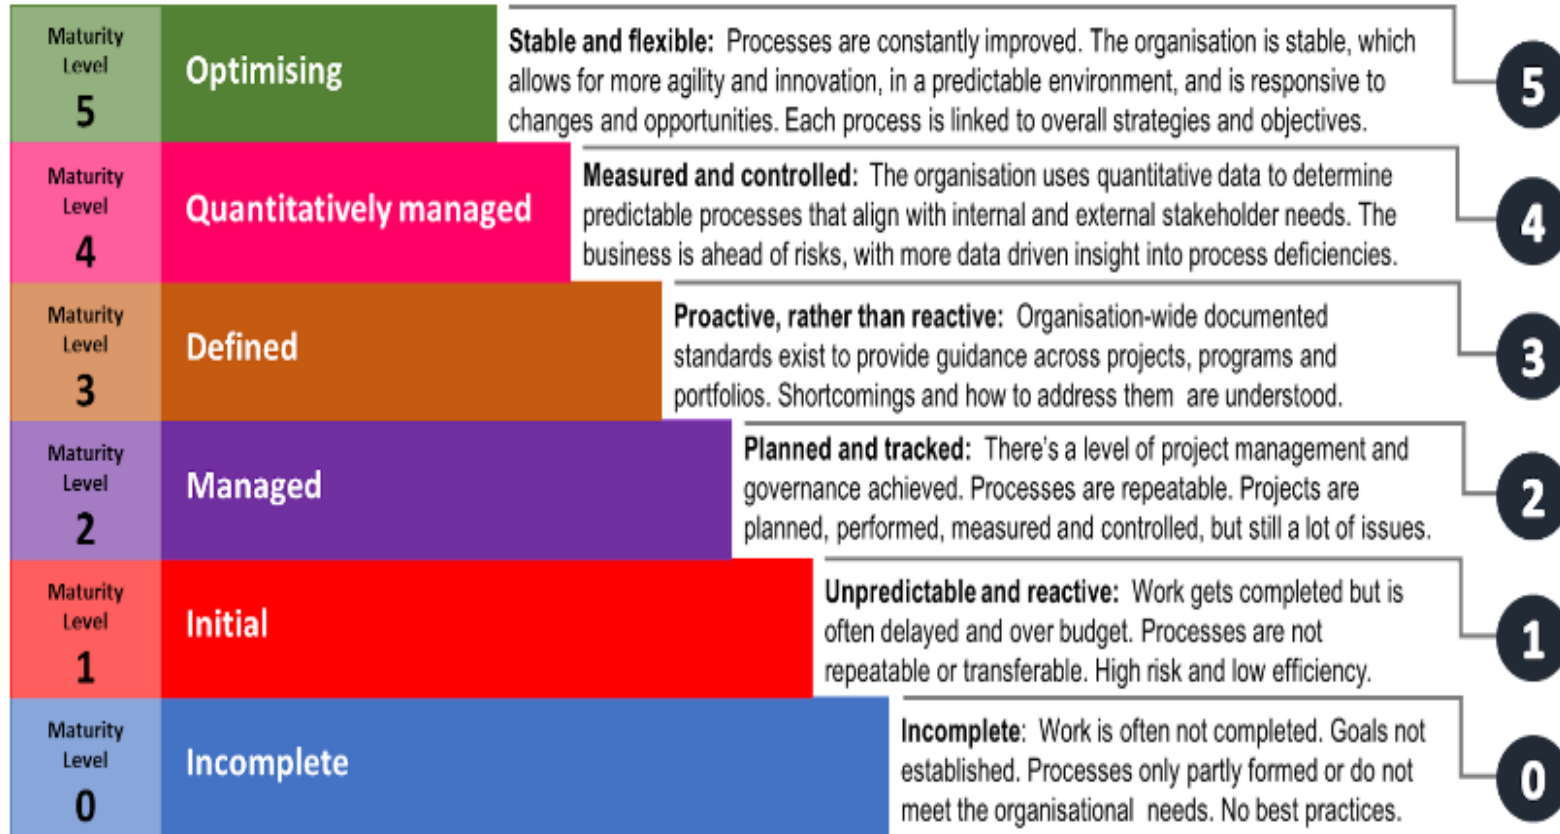 Maturity
Level
5
Optimising
Stable and flexible: Processes are constantly improved. The organisation is stable, which
allows for more agility and innovation, in a predictable environment, and is responsive to
changes and opportunities. Each process is linked to overall strategies and objectives.
5
Maturity
Level
4
Quantitatively managed
Measured and controlled: The organisation uses quantitative data to determine
predictable processes that align with internal and external stakeholder needs. The
business is ahead of risks, with more data driven insight into process deficiencies.
4
Maturity
Level
3
Defined
Proactive, rather than reactive: Organisation-wide documented
standards exist to provide guidance across projects, programs and
portfolios. Shortcomings and how to address them are understood.
3
Maturity
Level
2
Managed
Planned and tracked: There's a level of project management and
governance achieved. Processes are repeatable. Projects are
planned, performed, measured and controlled, but still a lot of issues.
2
Maturity
Level
1
Initial
Unpredictable and reactive: Work gets completed but is
often delayed and over budget. Processes are not
repeatable or transferable. High risk and low efficiency.
1
Maturity
Level
0
Incomplete
Incomplete: Work is often not completed. Goals not
established. Processes only partly formed or do not
meet the organisational needs. No best practices.
0